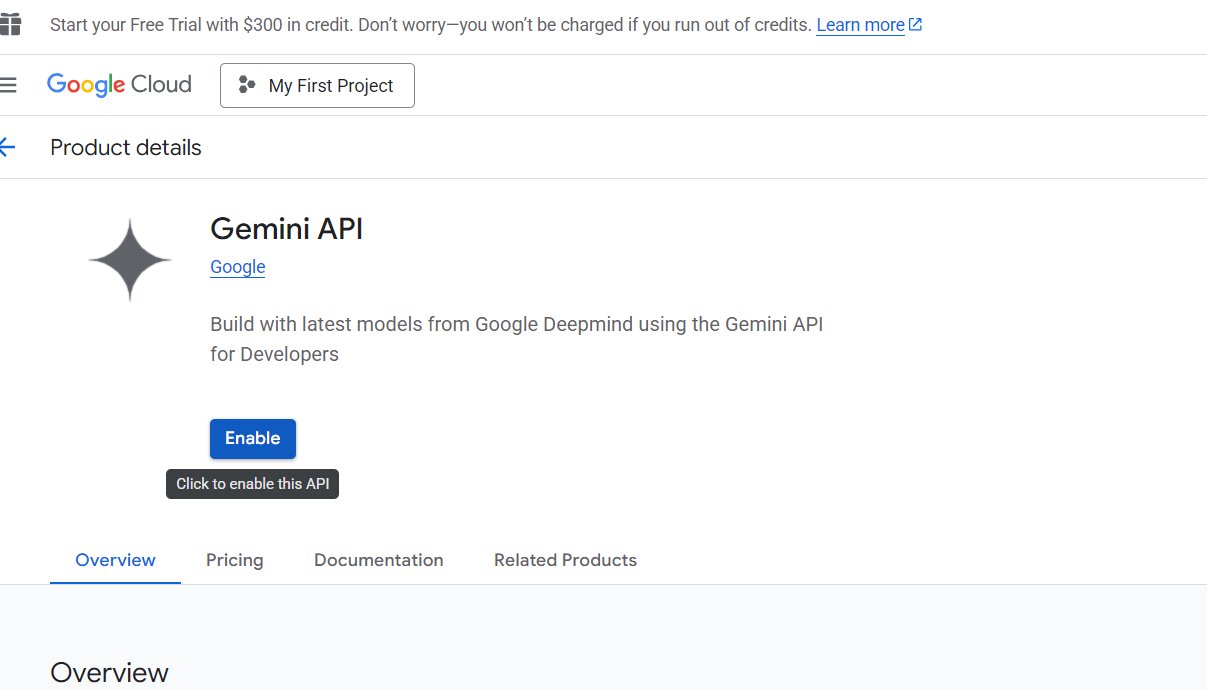 Start your Free Trial with $300 in credit. Don’t worry—you won’t be charged if you run out of credits. Learn more
Google Cloud
My First Project
Product details
Gemini API
Google
Build with latest models from Google Deepmind using the Gemini API
for Developers
Enable
Click to enable this API
Overview
Pricing
Documentation
Related Products
Overview